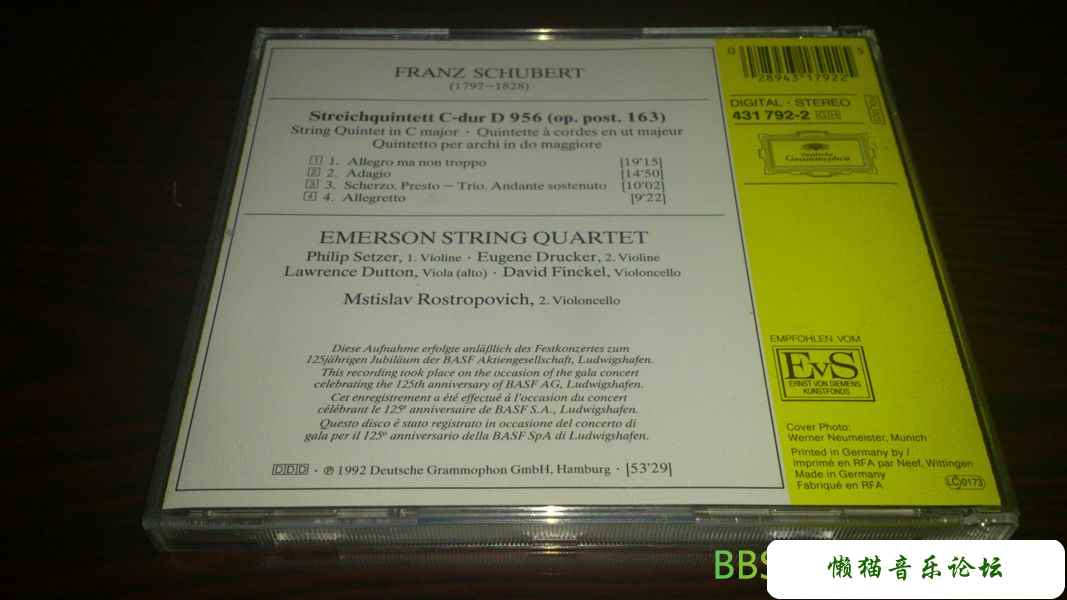 FRANZ SCHUBERT
(1797–1828)
Streichquintett C-dur D 956 (op. post. 163)
String Quintet in C major · Quintette à cordes en ut majeur
Quintetto per archi in do maggiore
1 1. Allegro ma non troppo [19'15]
2 2. Adagio [14'50]
3 3. Scherzo. Presto – Trio. Andante sostenuto [10'02]
4 4. Allegretto [9'22]
EMERSON STRING QUARTET
Philip Setzer, 1. Violine · Eugene Drucker, 2. Violine
Lawrence Dutton, Viola (alto) · David Finckel, Violoncello
Mstislav Rostropovich, 2. Violoncello
Diese Aufnahme erfolgte anläßlich des Festkonzertes zum
125jährigen Jubiläum der BASF Aktiengesellschaft, Ludwigshafen.
This recording took place on the occasion of the gala concert
celebrating the 125th anniversary of BASF AG, Ludwigshafen.
Cet enregistrement a été effectué à l'occasion du concert
célébrant le 125e anniversaire de BASF S.A., Ludwigshafen.
Questo disco è stato registrato in occasione del concerto di
gala per il 125° anniversario della BASF SpA di Ludwigshafen.
DDD · ℗ 1992 Deutsche Grammophon GmbH, Hamburg · [53'29]
0 28943 17922 5
DIGITAL · STEREO
431 792-2 GH
Deutsche
Grammophon
EMPFOHLEN VOM
EvS
ERNST VON SIEMENS
KUNSTFONDS
Cover Photo:
Werner Neumeister, Munich
Printed in Germany by /
Imprimé en RFA par Neef, Wittingen
Made in Germany
Fabriqué en RFA
LC 0173
BBS
懒猫音乐论坛